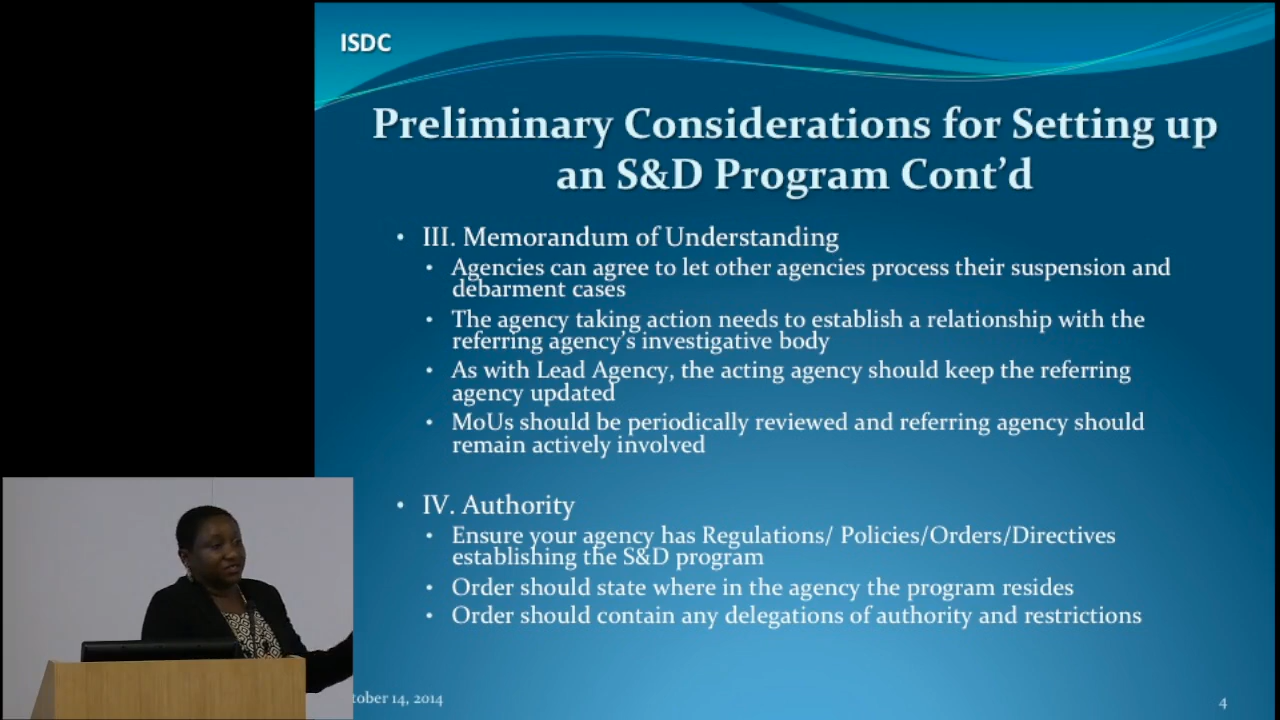 ISDC
Preliminary Considerations for Setting up
an S&D Program Cont’d
• III. Memorandum of Understanding
• Agencies can agree to let other agencies process their suspension and
debarment cases
• The agency taking action needs to establish a relationship with the
referring agency’s investigative body
• As with Lead Agency, the acting agency should keep the referring
agency updated
• MoUs should be periodically reviewed and referring agency should
remain actively involved
• IV. Authority
• Ensure your agency has Regulations/ Policies/Orders/Directives
establishing the S&D program
• Order should state where in the agency the program resides
• Order should contain any delegations of authority and restrictions
tober 14, 2014
4